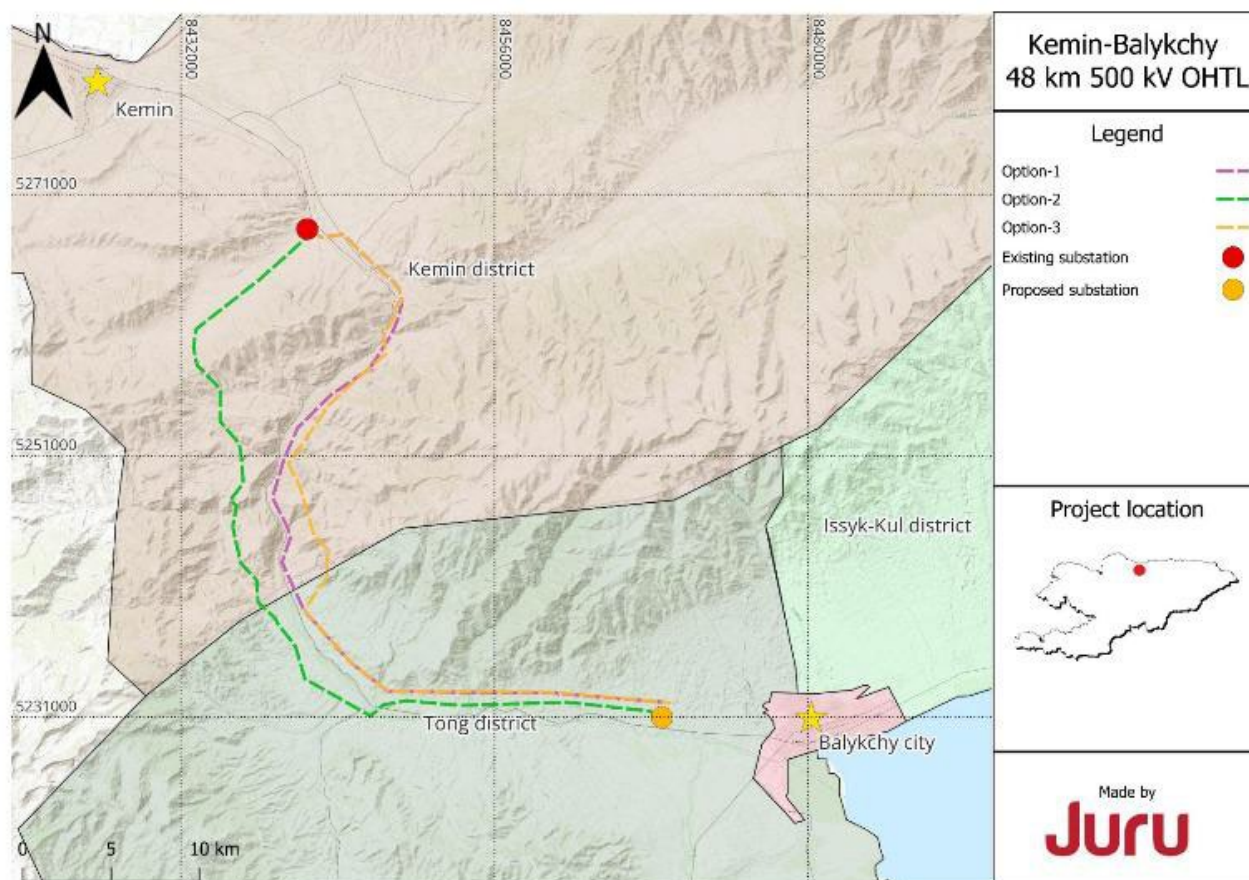 N
8432000
8456000
8480000
Kemin
5271000
Kemin district
5251000
Issyk-Kul district
5231000
Tong district
Balykchy city
0 5 10 km
Kemin-Balykchy
48 km 500 kV OHTL
Legend
Option-1
Option-2
Option-3
Existing substation
Proposed substation
Project location
Made by
Juru